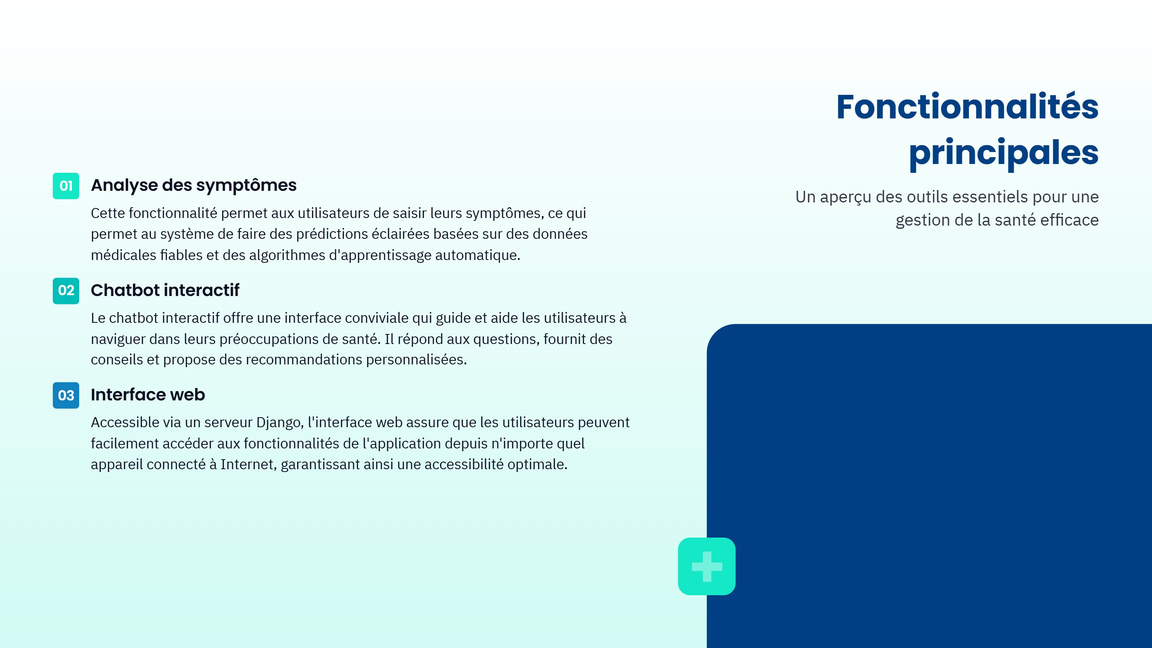 Fonctionnalités
principales
Un aperçu des outils essentiels pour une
gestion de la santé efficace
01 Analyse des symptômes
Cette fonctionnalité permet aux utilisateurs de saisir leurs symptômes, ce qui
permet au système de faire des prédictions éclairées basées sur des données
médicales fiables et des algorithmes d'apprentissage automatique.
02 Chatbot interactif
Le chatbot interactif offre une interface conviviale qui guide et aide les utilisateurs à
naviguer dans leurs préoccupations de santé. Il répond aux questions, fournit des
conseils et propose des recommandations personnalisées.
03 Interface web
Accessible via un serveur Django, l'interface web assure que les utilisateurs peuvent
facilement accéder aux fonctionnalités de l'application depuis n'importe quel
appareil connecté à Internet, garantissant ainsi une accessibilité optimale.